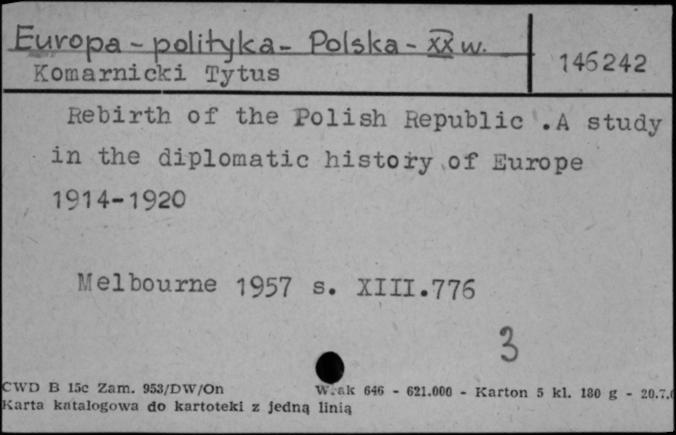 Europa - polityka - Polska - XX w.
Komarnicki Tytus
146242
Rebirth of the Polish Republic .A study
in the diplomatic history of Europe
1914-1920
Melbourne 1957 s. XIII.776
3
CWD B 15c Zam. 953/DW/On
646 - 621.000 - Karton 5 kl. 180 g - 20.7.
Karta katalogowa do kartoteki z jedną linią